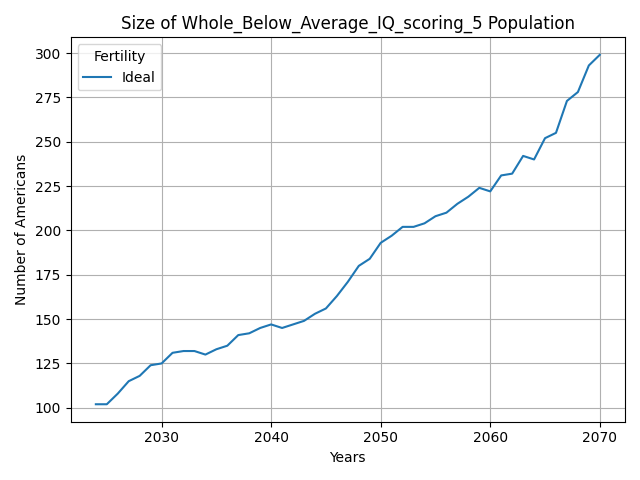 Size of Whole_Below_Average_IQ_scoring_5 Population
Fertility
Ideal
Number of Americans
300
275
250
225
200
175
150
125
100
2030 2040 2050 2060 2070
Years